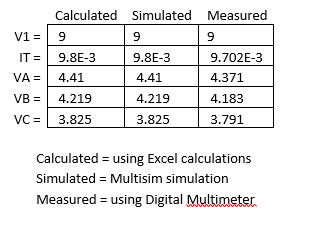 Calculated Simulated Measured
V1 = 9 9 9
IT = 9.8E-3 9.8E-3 9.702E-3
VA = 4.41 4.41 4.371
VB = 4.219 4.219 4.183
VC = 3.825 3.825 3.791
Calculated = using Excel calculations
Simulated = Multisim simulation
Measured = using Digital Multimeter